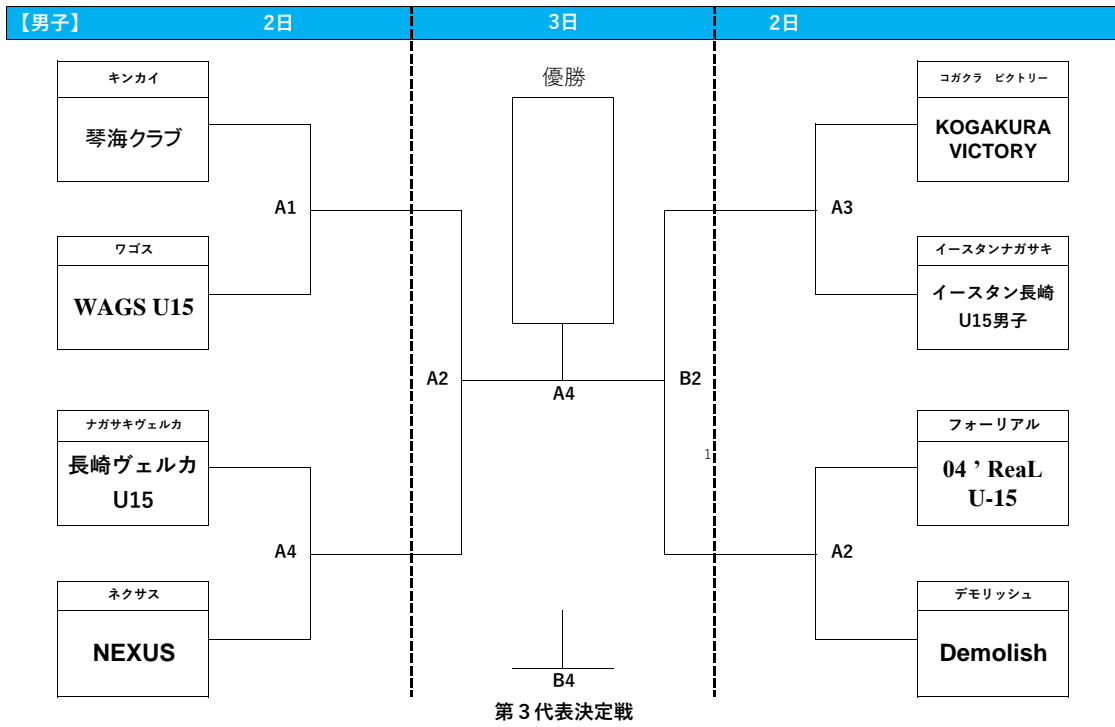 【男子】 2日 3日 2日
キンカイ
琴海クラブ
A1
ワゴス
WAGS U15
A2
ナガサキヴェルカ
長崎ヴェルカ
U15
A4
ネクサス
NEXUS
優勝
A4
B4
第３代表決定戦
コガクラ ビクトリー
KOGAKURA
VICTORY
A3
イースタンナガサキ
イースタン長崎
U15男子
B2
1
フォーリアル
04 ’ ReaL
U-15
A2
デモリッシュ
Demolish